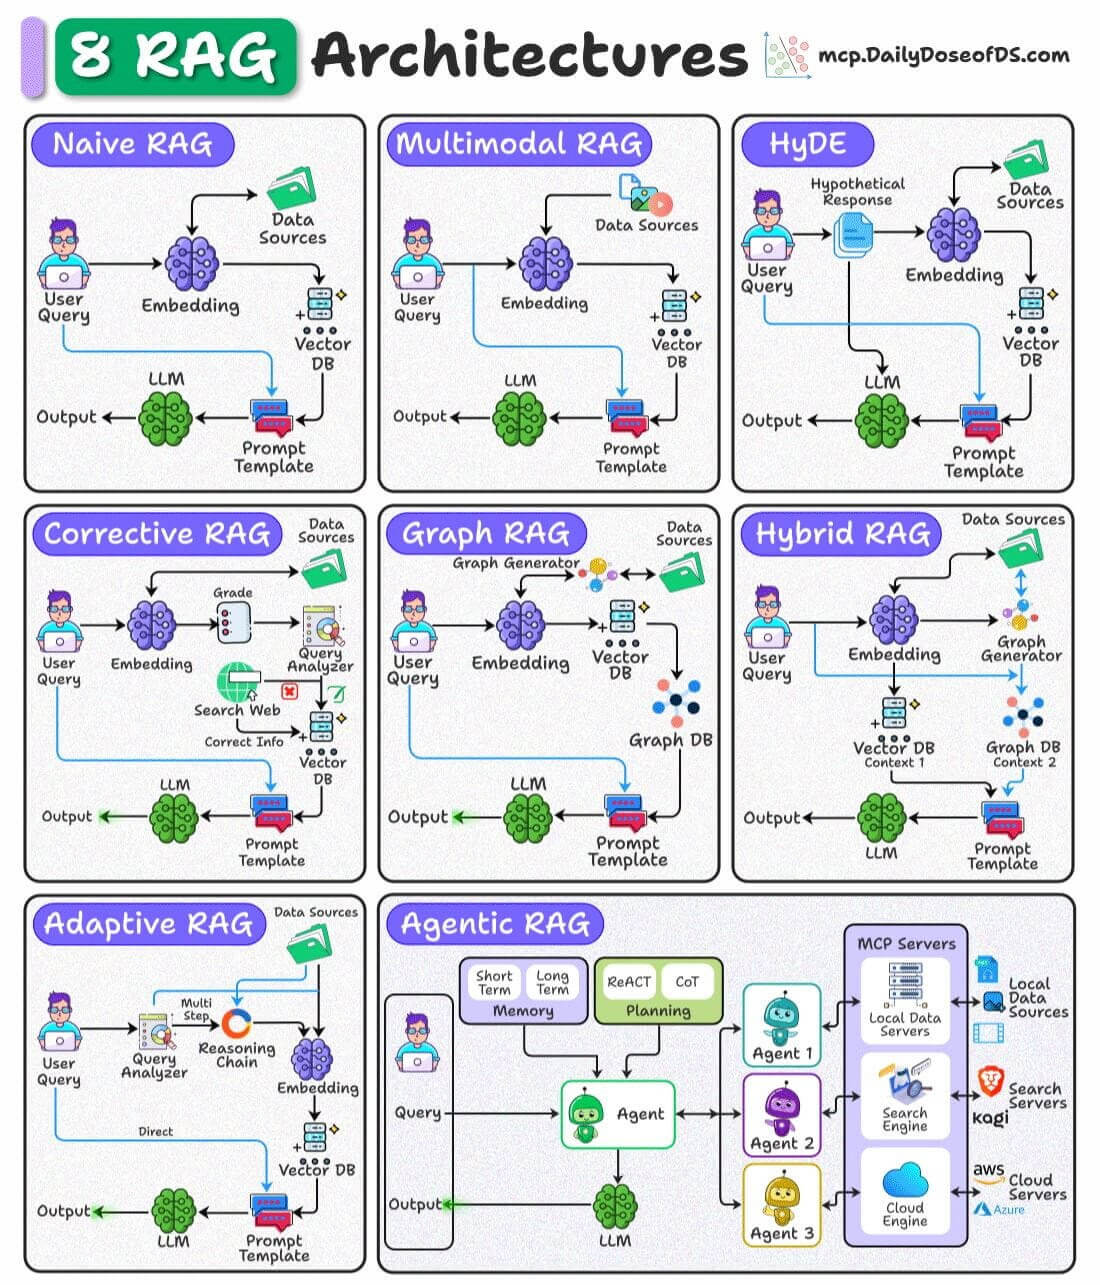 8 RAG Architectures
mcp.DailyDoseofDS.com
Naive RAG
Data
Sources
User
Query
Embedding
Vector
DB
LLM
Output
Prompt
Template
Multimodal RAG
Data Sources
User
Query
Embedding
Vector
DB
LLM
Output
Prompt
Template
HyDE
Hypothetical
Response
Data
Sources
User
Query
Embedding
Vector
DB
LLM
Output
Prompt
Template
Corrective RAG
Data
Sources
Grade
User
Query
Embedding
Query
Analyzer
Search Web
Correct Info
Vector
DB
LLM
Output
Prompt
Template
Graph RAG
Data
Sources
Graph Generator
User
Query
Embedding
Vector
DB
Graph DB
LLM
Output
Prompt
Template
Hybrid RAG
Data Sources
User
Query
Embedding
Graph
Generator
Vector DB
Context 1
Graph DB
Context 2
Output
LLM
Prompt
Template
Adaptive RAG
Data Sources
Multi
Step
User
Query
Query
Analyzer
Reasoning
Chain
Embedding
Direct
Vector DB
Output
LLM
Prompt
Template
Agentic RAG
Short
Term
Long
Term
Memory
ReACT
CoT
Planning
Query
Agent
Output
LLM
Agent 1
Agent 2
Agent 3
MCP Servers
Local Data
Servers
Search
Engine
Cloud
Engine
Local
Data
Sources
Search
Servers
kagi
aws
Cloud
Servers
Azure